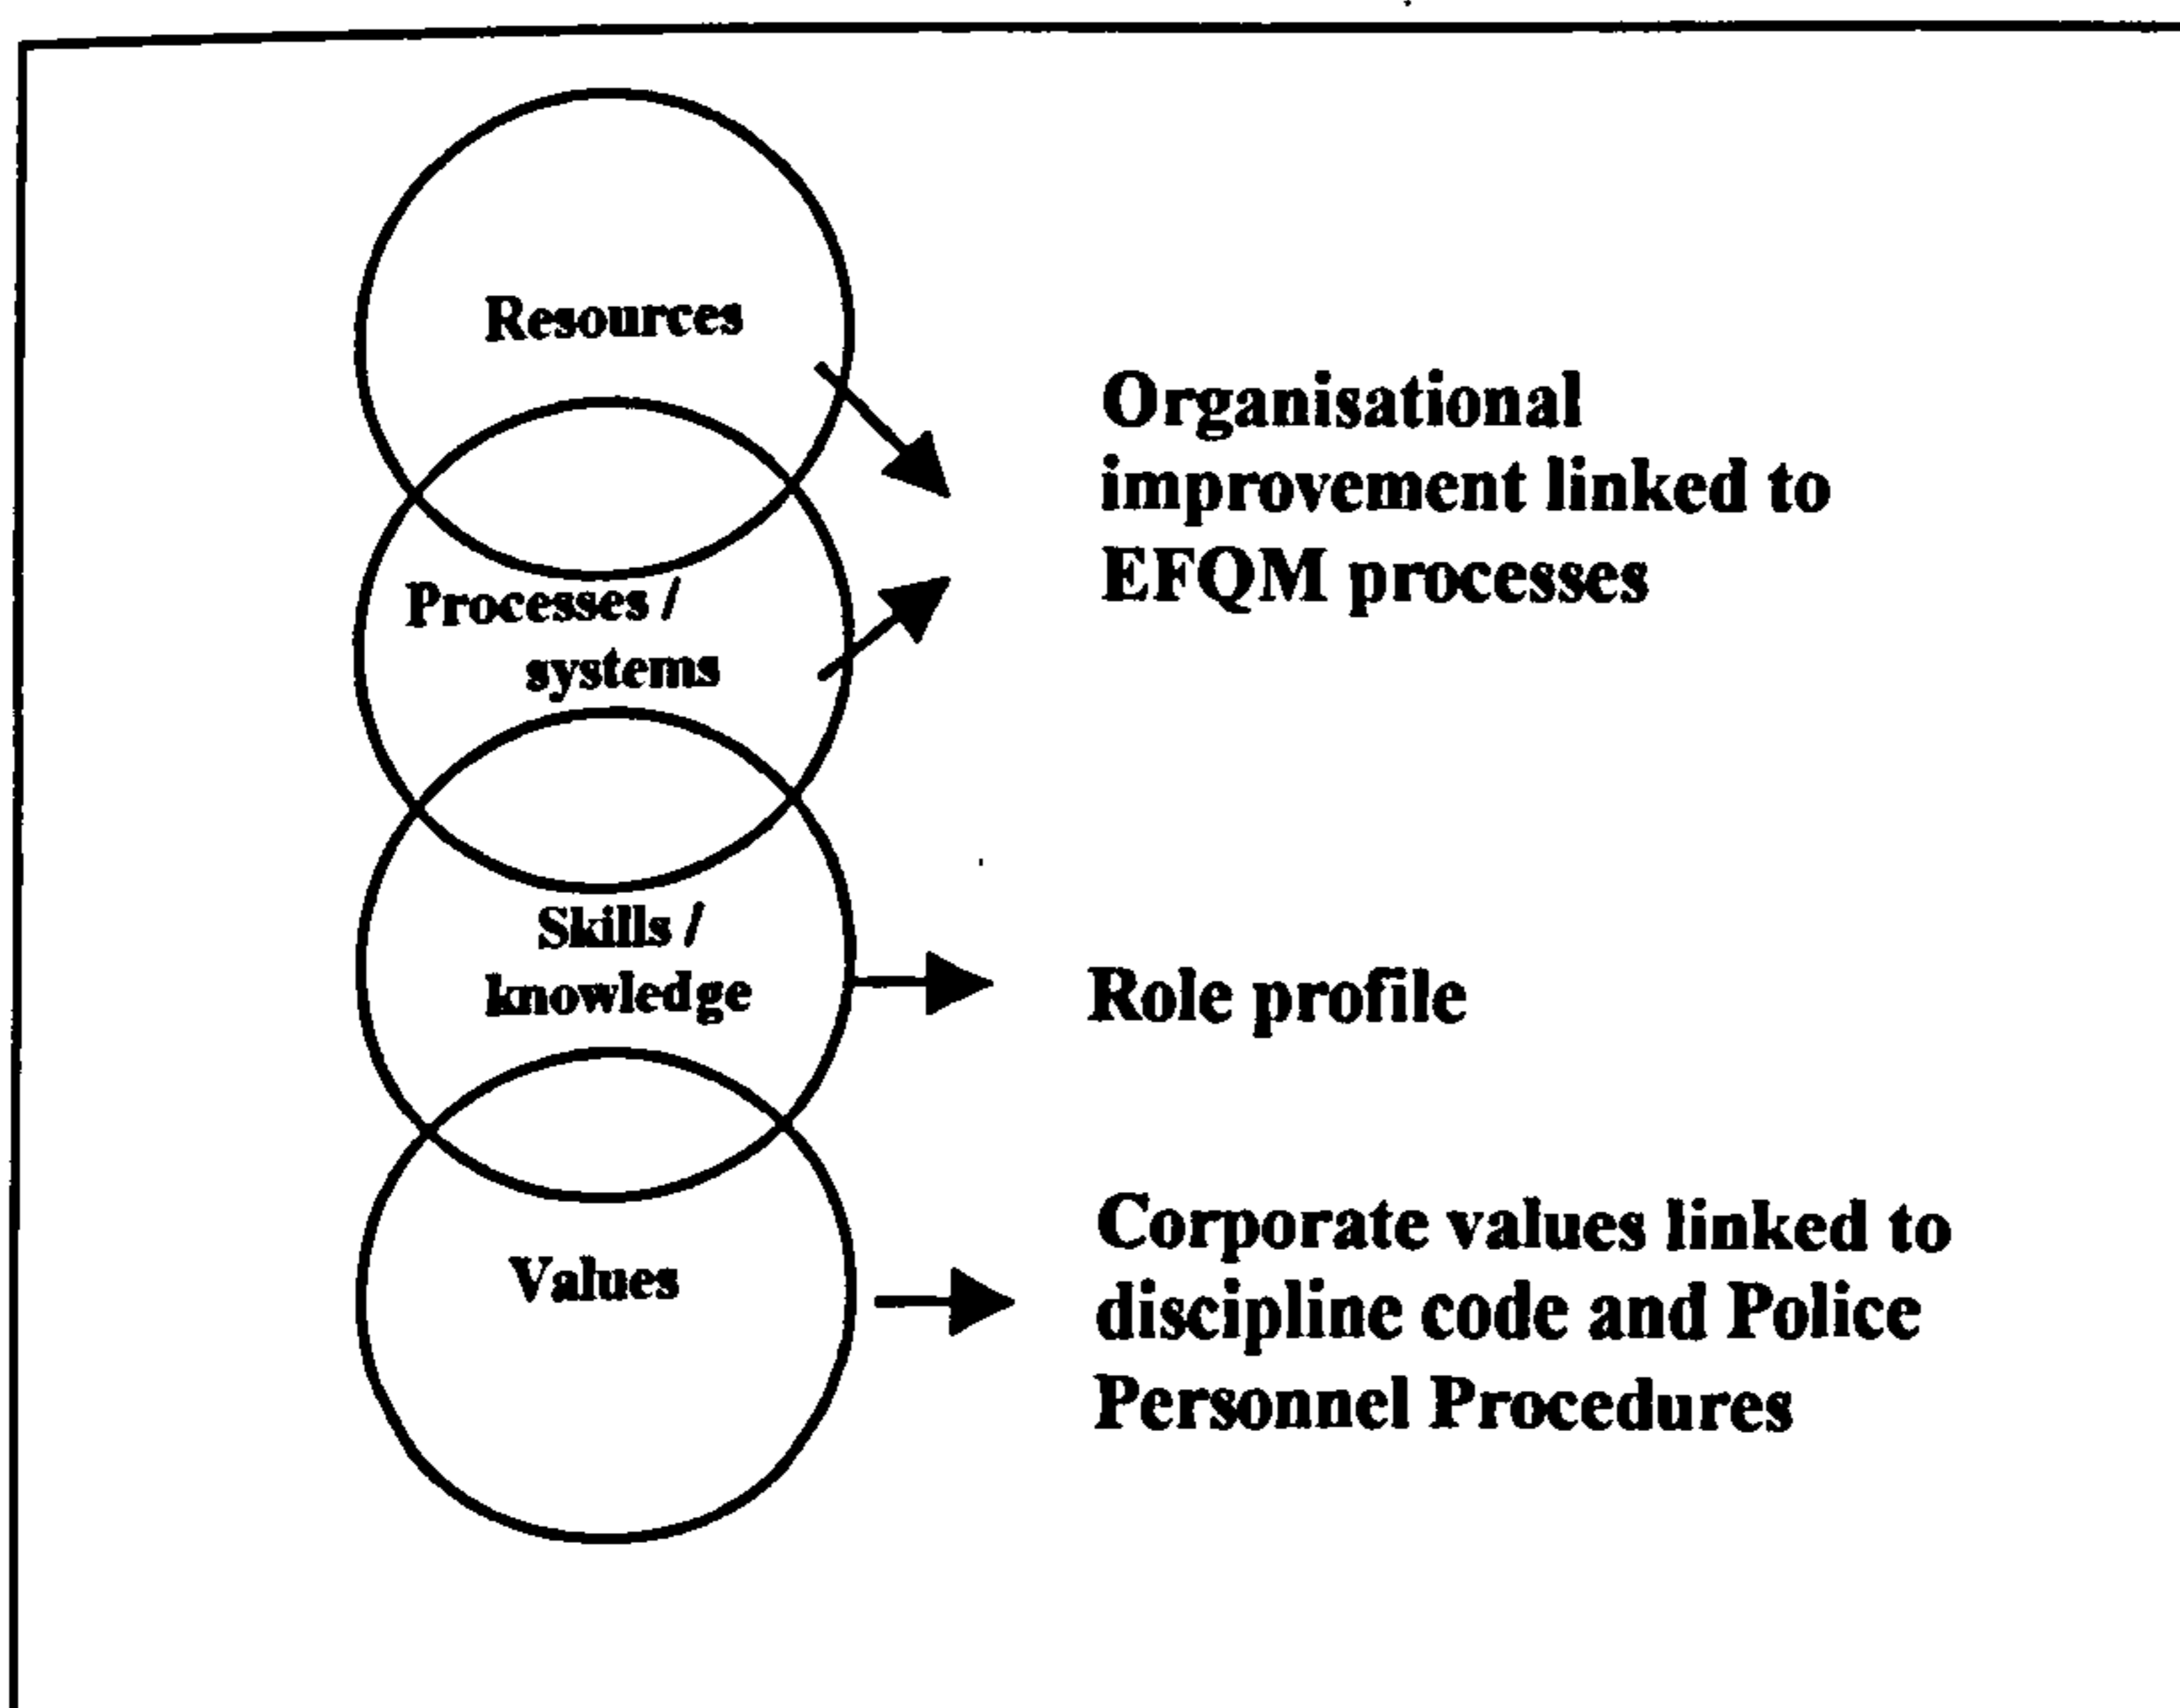 Resources
Organisational
improvement linked to
EFQM processes
Processes /
systems
Skills /
knowledge
Role profile
Values
Corporate values linked to
discipline code and Police
Personnel Procedures